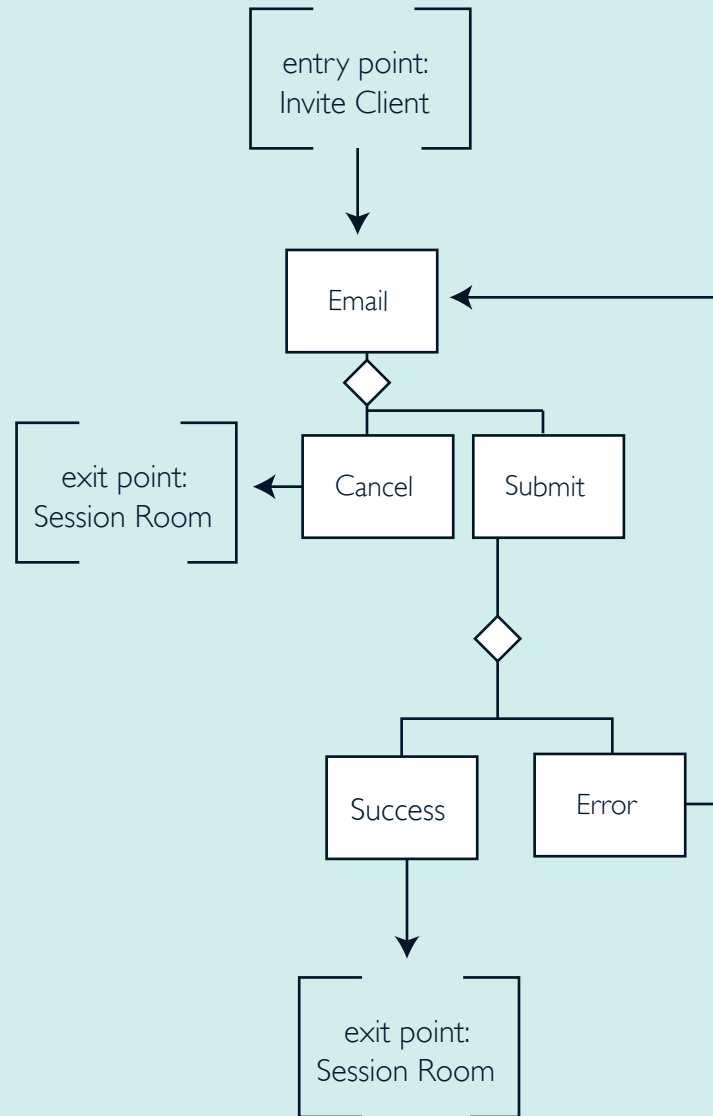 entry point:
Invite Client
Email
exit point:
Session Room
Cancel
Submit
Success
Error
exit point:
Session Room